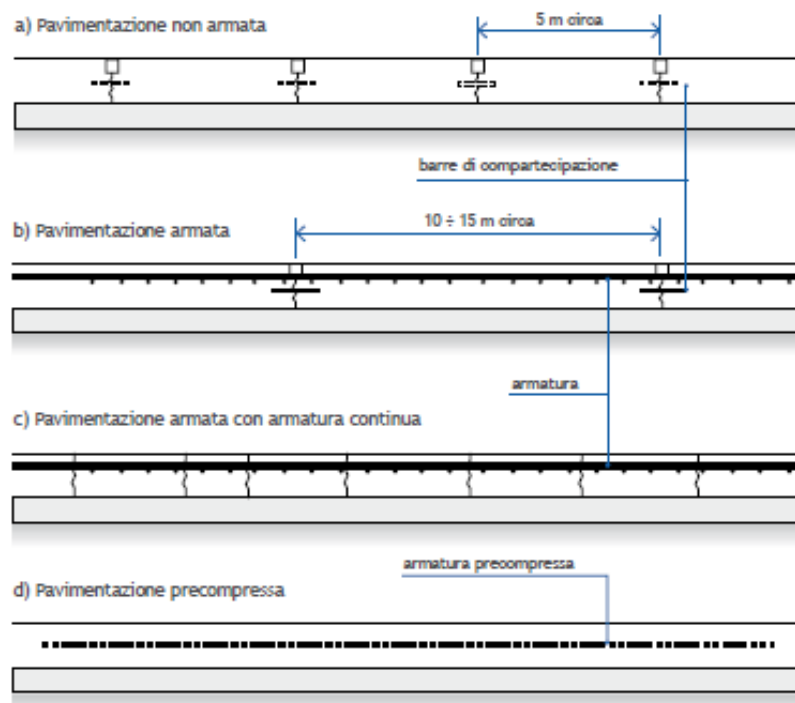 a) Pavimentazione non armata
5 m circa
barre di compartecipazione
b) Pavimentazione armata
10 ÷ 15 m circa
armatura
c) Pavimentazione armata con armatura continua
armatura precompressa
d) Pavimentazione precompressa